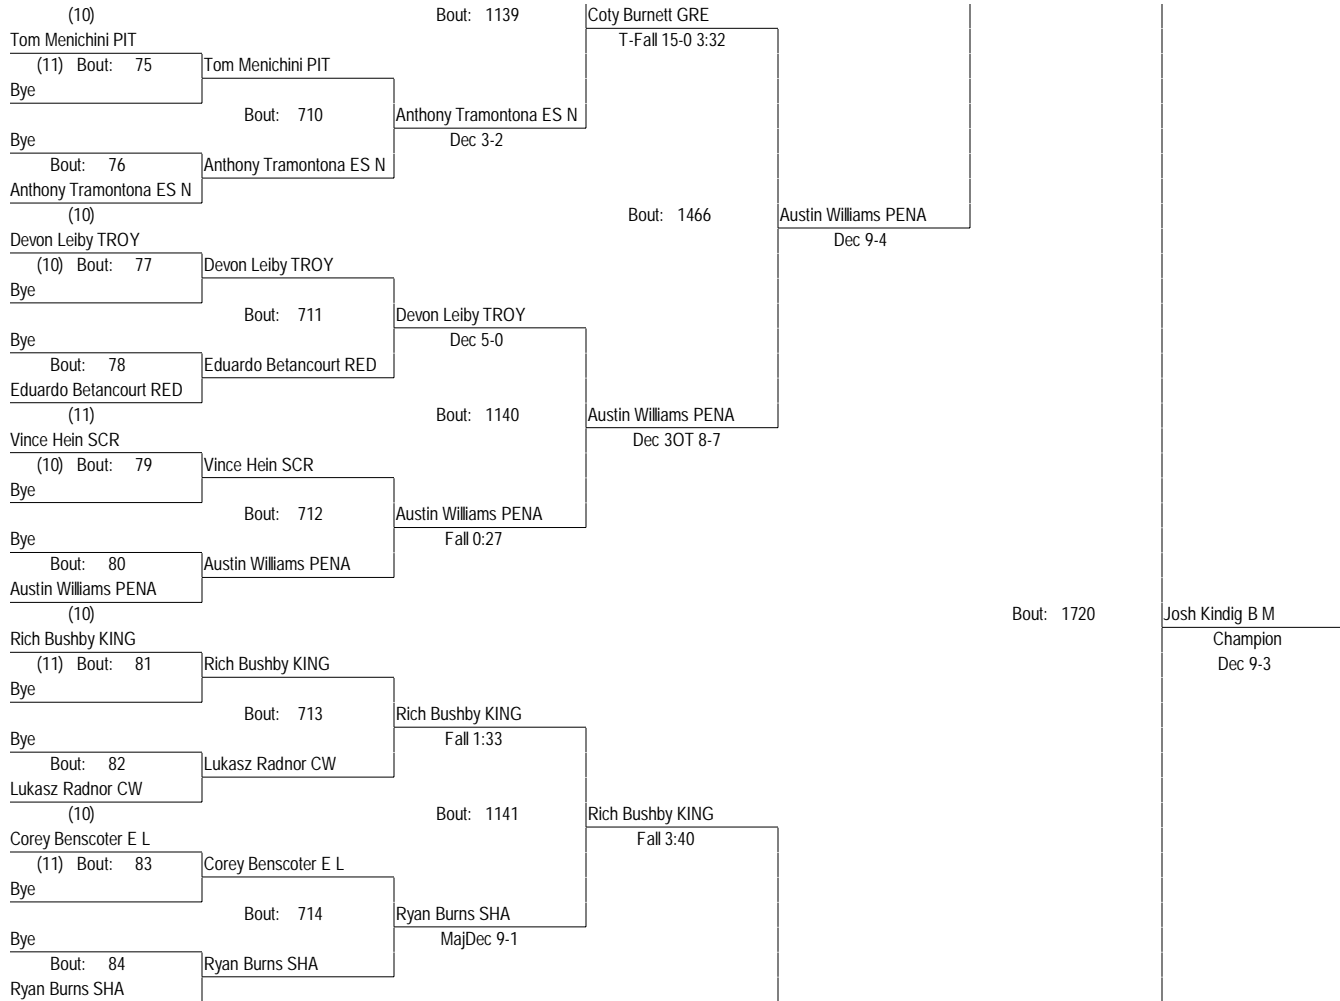 (10) Bout: 1139 Coty Burnett GRE
Tom Menichini PIT T-Fall 15-0 3:32
(11) Bout: 75 Tom Menichini PIT
Bye
Bout: 710 Anthony Tramontona ES N
Bye Dec 3-2
Bout: 76 Anthony Tramontona ES N
Anthony Tramontona ES N
(10) Bout: 1466 Austin Williams PENA
Devon Leiby TROY Dec 9-4
(10) Bout: 77 Devon Leiby TROY
Bye
Bout: 711 Devon Leiby TROY
Bye Dec 5-0
Bout: 78 Eduardo Betancourt RED
Eduardo Betancourt RED
(11) Bout: 1140 Austin Williams PENA
Vince Hein SCR Dec 3OT 8-7
(10) Bout: 79 Vince Hein SCR
Bye
Bout: 712 Austin Williams PENA
Bye Fall 0:27
Bout: 80 Austin Williams PENA
Austin Williams PENA
(10) Bout: 1720 Josh Kindig B M
Rich Bushby KING Champion
(11) Bout: 81 Rich Bushby KING Dec 9-3
Bye
Bout: 713 Rich Bushby KING
Bye Fall 1:33
Bout: 82 Lukasz Radnor CW
Lukasz Radnor CW
(10) Bout: 1141 Rich Bushby KING
Corey Benscoter E L Fall 3:40
(11) Bout: 83 Corey Benscoter E L
Bye
Bout: 714 Ryan Burns SHA
Bye MajDec 9-1
Bout: 84 Ryan Burns SHA
Ryan Burns SHA